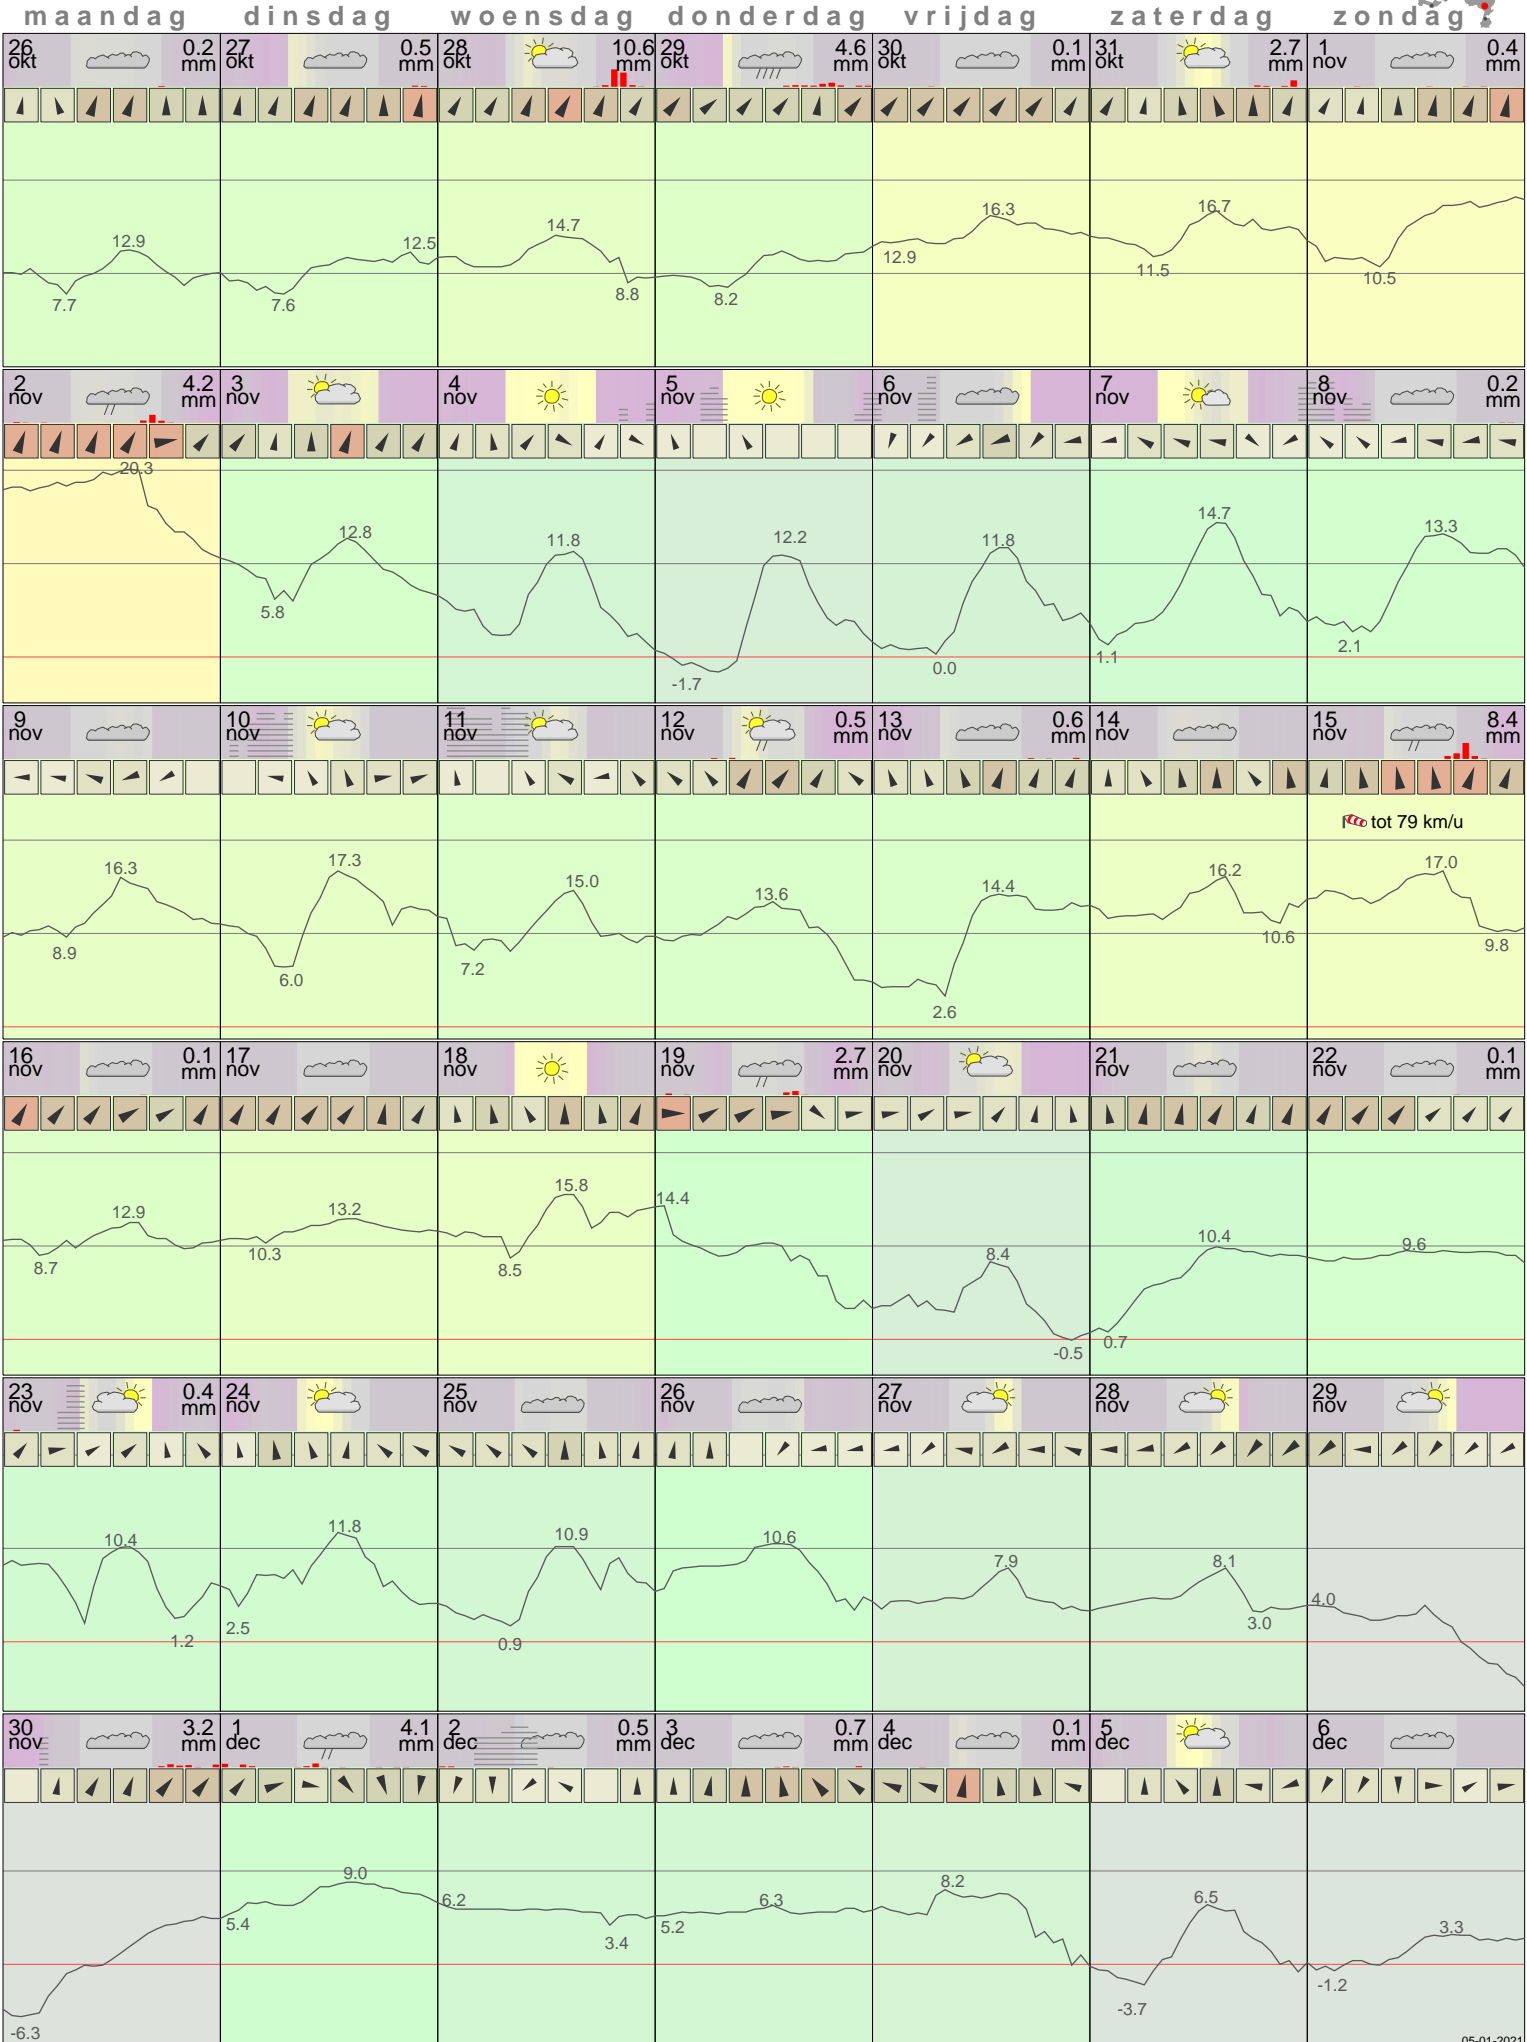 maandag dinsdag woensdag donderdag vrijdag zaterdag zondag
26 okt 0.2 mm 27 okt 0.5 mm 28 okt 10.6 mm 29 okt 4.6 mm 30 okt 0.1 mm 31 okt 2.7 mm 1 nov 0.4 mm
12.9 7.7 12.5 7.6 14.7 8.8 8.2 16.3 12.9 16.7 11.5 10.5
2 nov 4.2 mm 3 nov 4 nov 5 nov 6 nov 7 nov 8 nov 0.2 mm
20.3 12.8 5.8 11.8 12.2 -1.7 11.8 0.0 14.7 1.1 13.3 2.1
9 nov 10 nov 11 nov 12 nov 0.5 mm 13 nov 0.6 mm 14 nov 15 nov 8.4 mm
tot 79 km/u
16.3 8.9 17.3 6.0 15.0 7.2 13.6 14.4 2.6 16.2 10.6 17.0 9.8
16 nov 0.1 mm 17 nov 18 nov 19 nov 2.7 mm 20 nov 21 nov 22 nov 0.1 mm
12.9 8.7 13.2 10.3 15.8 8.5 14.4 8.4 -0.5 10.4 0.7 9.6
23 nov 0.4 mm 24 nov 25 nov 26 nov 27 nov 28 nov 29 nov
10.4 1.2 11.8 2.5 10.9 0.9 10.6 7.9 8.1 3.0 4.0
30 nov 3.2 mm 1 dec 4.1 mm 2 dec 0.5 mm 3 dec 0.7 mm 4 dec 0.1 mm 5 dec 6 dec
-6.3 9.0 5.4 6.2 3.4 6.3 5.2 8.2 6.5 -3.7 3.3 -1.2
05-01-2021